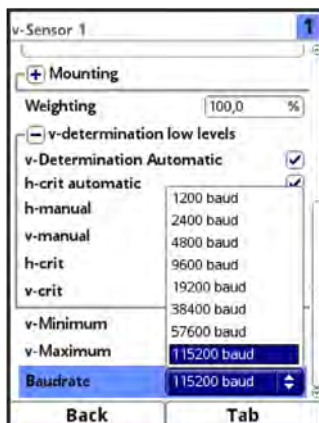 v-Sensor 1 1
Mounting
Weighting 100,0 %
v-determination low levels
v-Determination Automatic
h-crit automatic
h-manual 1200 baud
2400 baud
v-manual 4800 baud
h-crit 9600 baud
19200 baud
v-crit 38400 baud
v-Minimum 57600 baud
v-Maximum 115200 baud
Baudrate 115200 baud
Back Tab